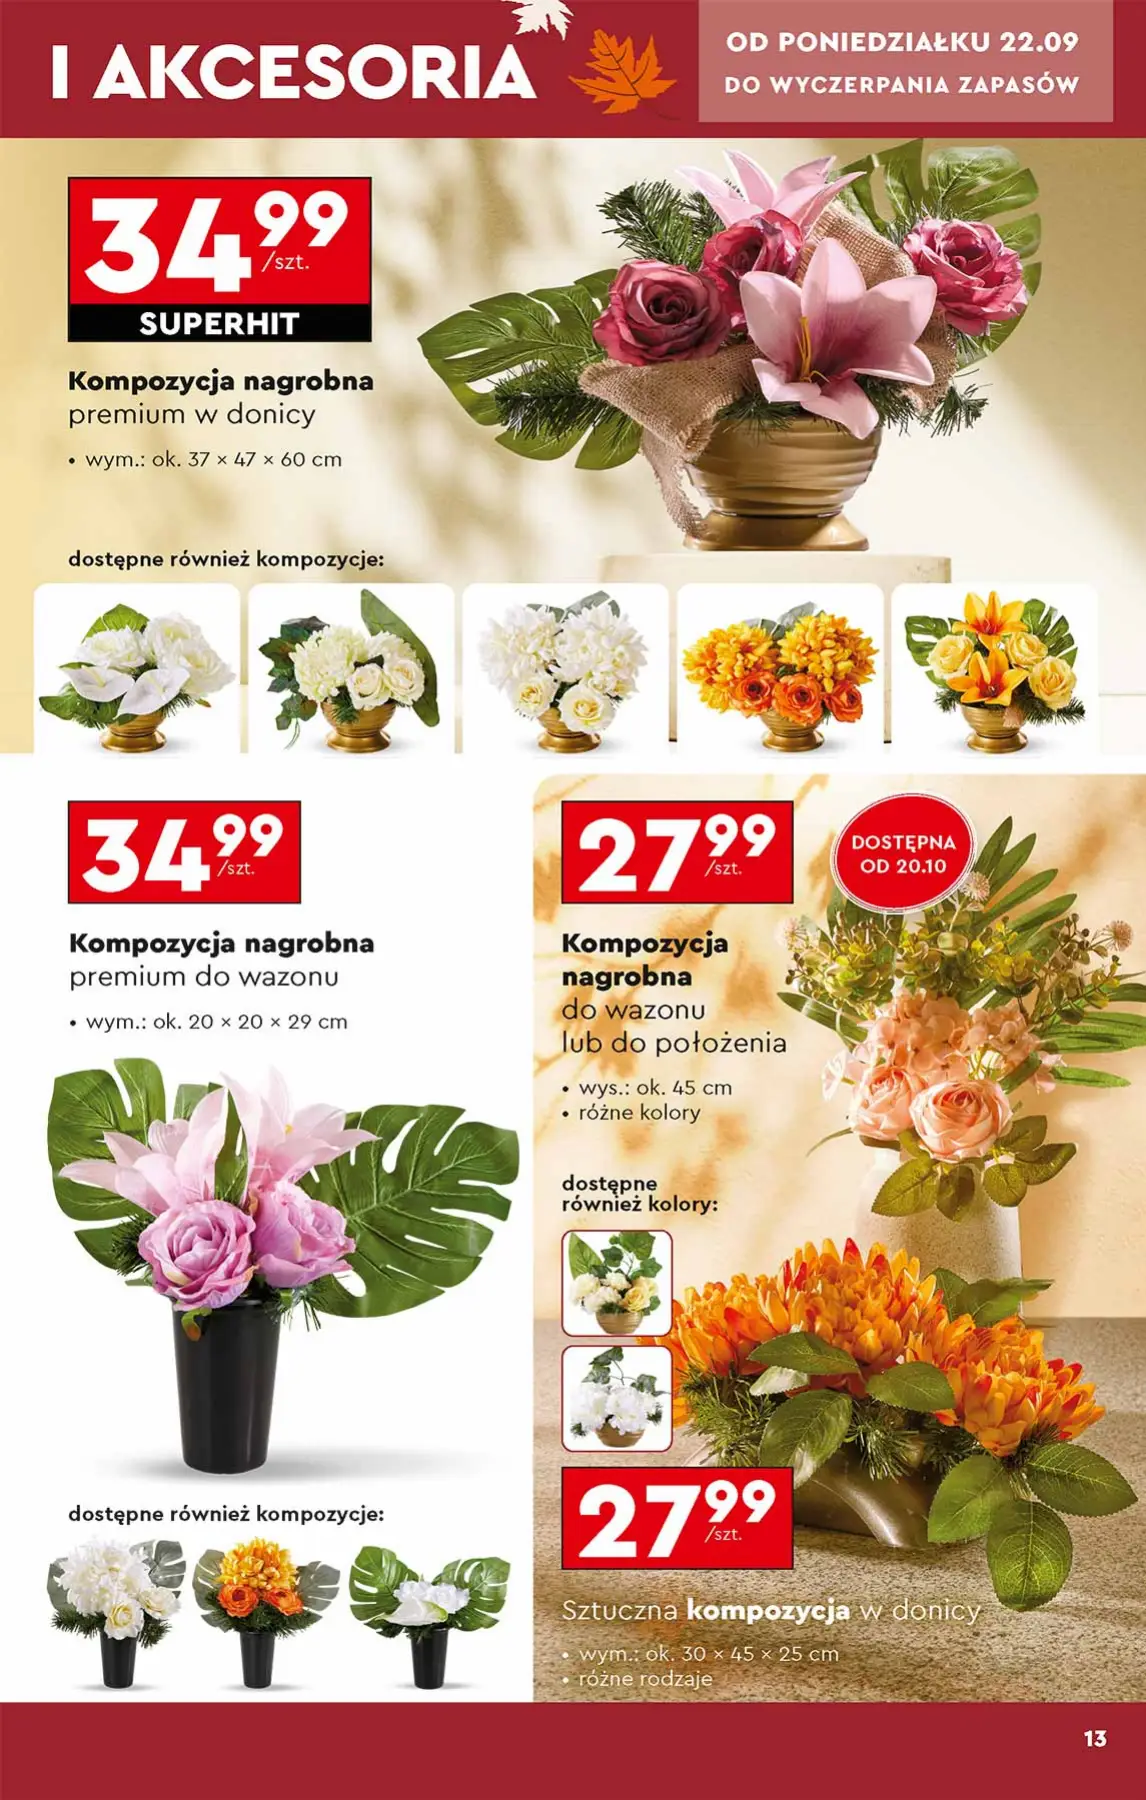 I AKCESORIA
OD PONIEDZIAŁKU 22.09
DO WYCZERPANIA ZAPASÓW
34 99
/szt.
SUPERHIT
Kompozycja nagrobna
premium w donicy
• wym.: ok. 37 × 47 × 60 cm
dostępne również kompozycje:
34 99
/szt.
Kompozycja nagrobna
premium do wazonu
• wym.: ok. 20 × 20 × 29 cm
dostępne również kompozycje:
27 99
/szt.
DOSTĘPNA
OD 20.10
Kompozycja
nagrobna
do wazonu
lub do położenia
• wys.: ok. 45 cm
• różne kolory
dostępne
również kolory:
27 99
/szt.
Sztuczna kompozycja w donicy
• wym.: ok. 30 × 45 × 25 cm
• różne rodzaje
13